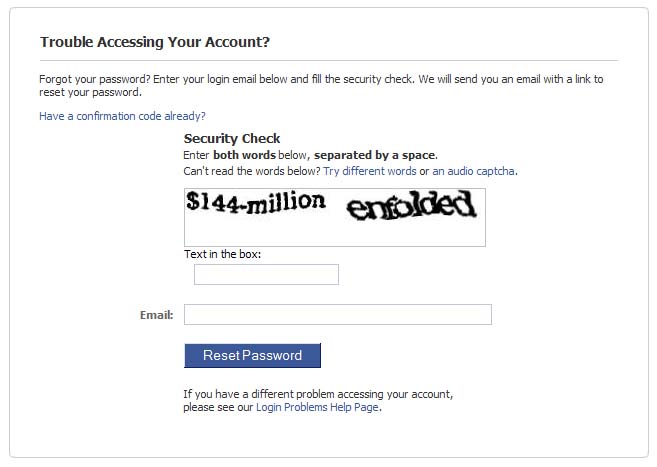 Trouble Accessing Your Account?
Forgot your password? Enter your login email below and fill the security check. We will send you an email with a link to
reset your password.
Have a confirmation code already?
Security Check
Enter both words below, separated by a space.
Can't read the words below? Try different words or an audio captcha.
$144-million enfolded
Text in the box:
Email:
Reset Password
If you have a different problem accessing your account,
please see our Login Problems Help Page.